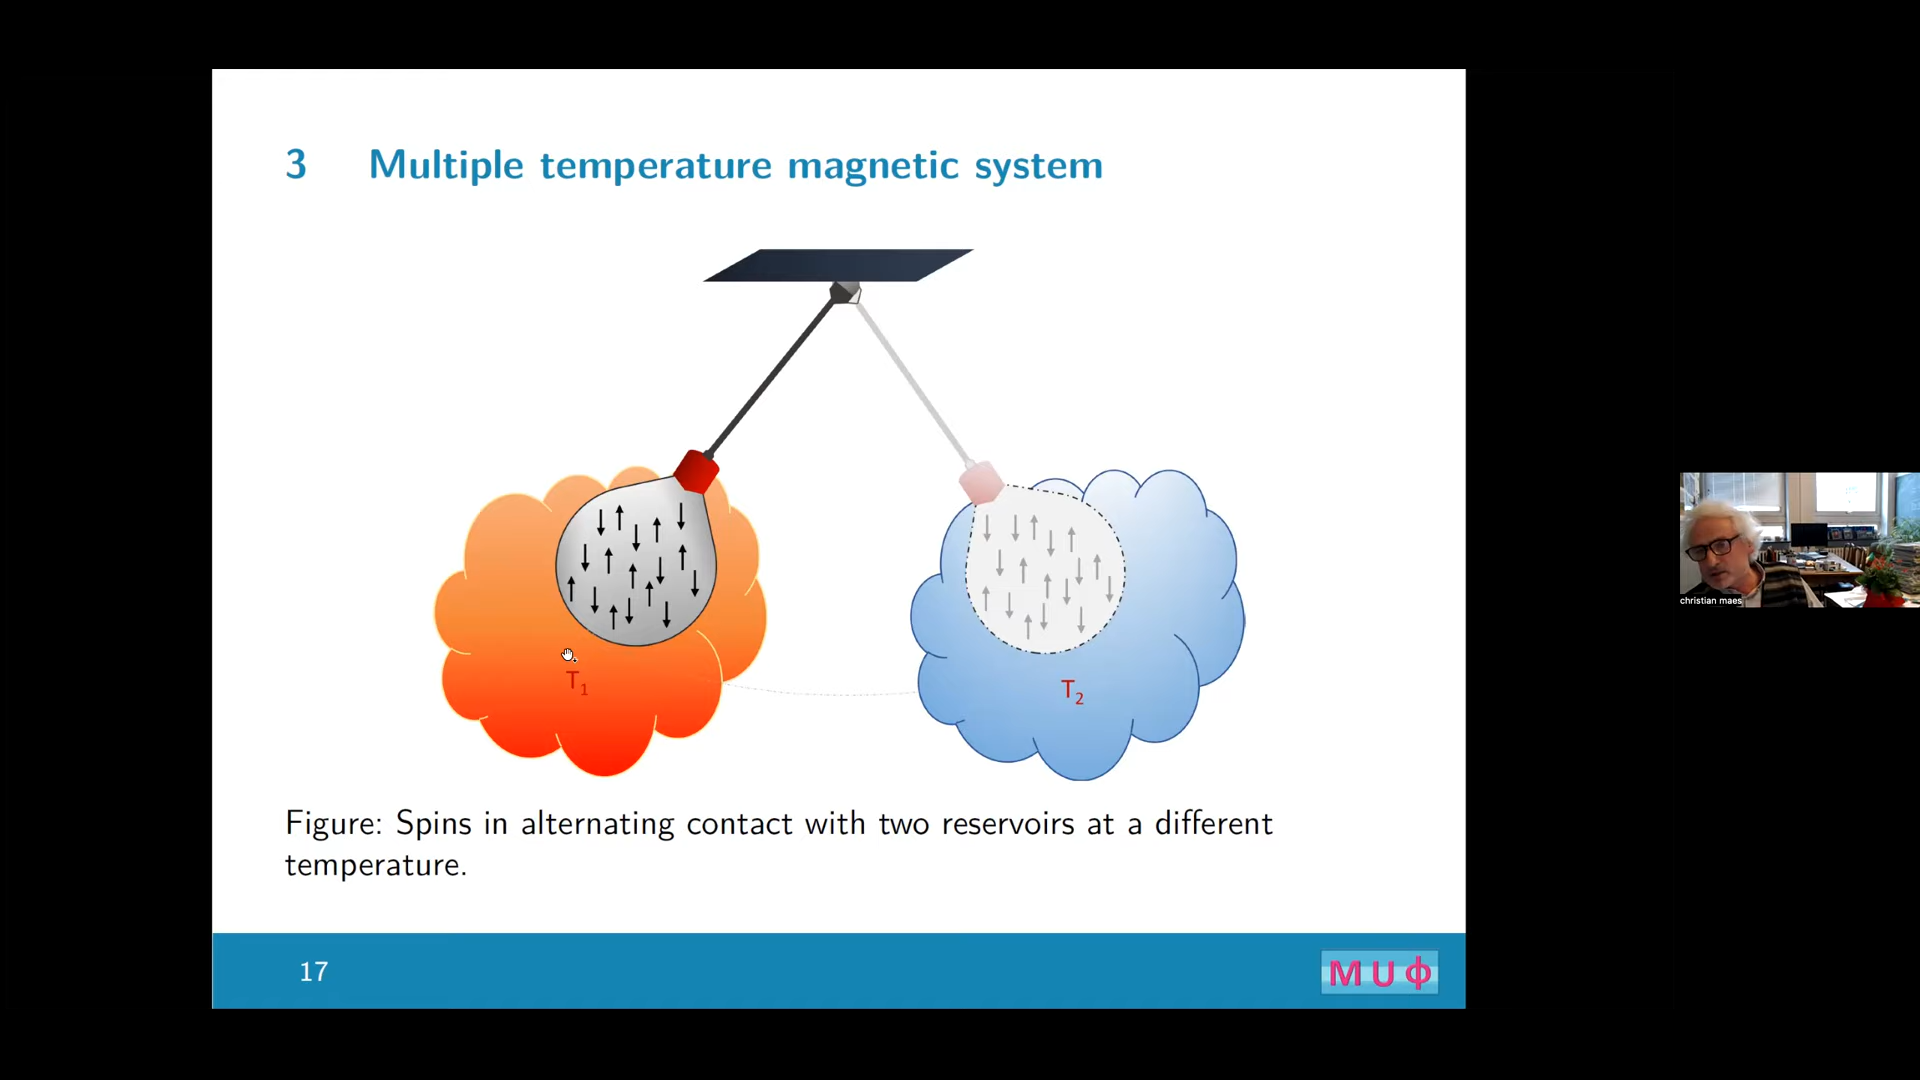 3 Multiple temperature magnetic system
T₁
T₂
Figure: Spins in alternating contact with two reservoirs at a different
temperature.
17
MUϕ
christian maes